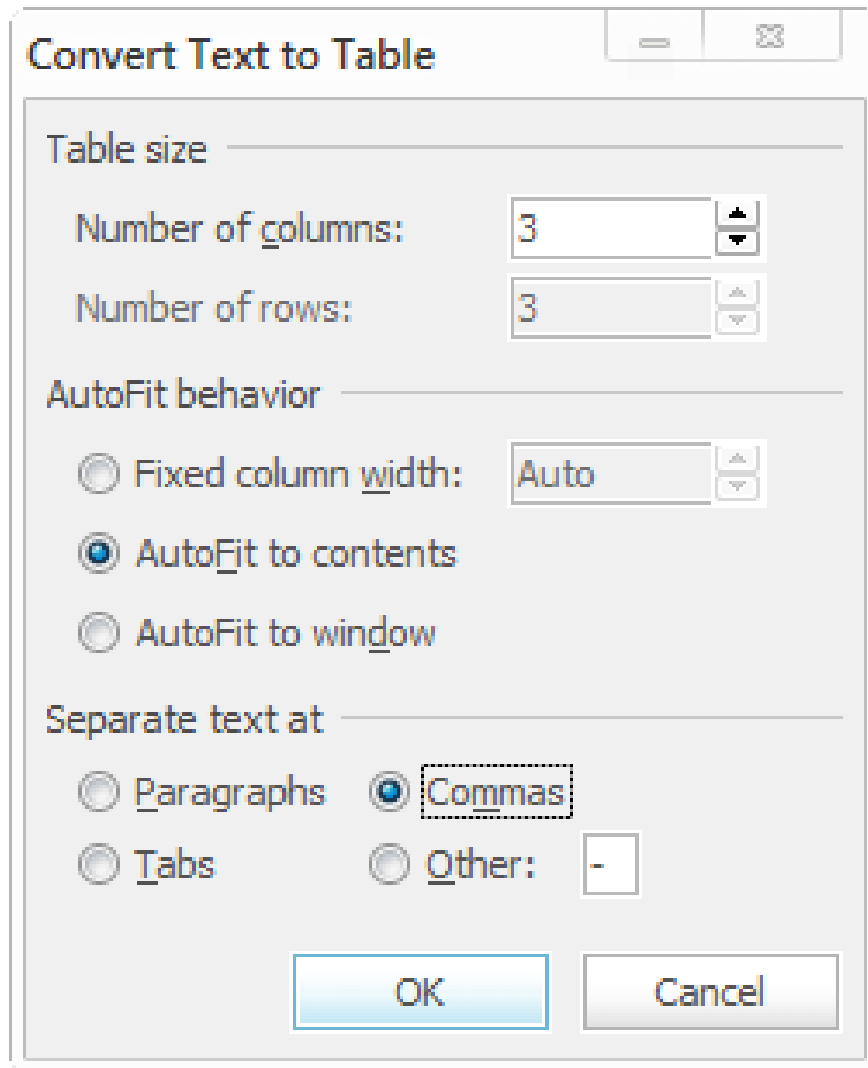 Convert Text to Table
Table size
Number of columns: 3
Number of rows: 3
AutoFit behavior
Fixed column width: Auto
AutoFit to contents
AutoFit to window
Separate text at
Paragraphs Commas
Tabs Other: -
OK Cancel